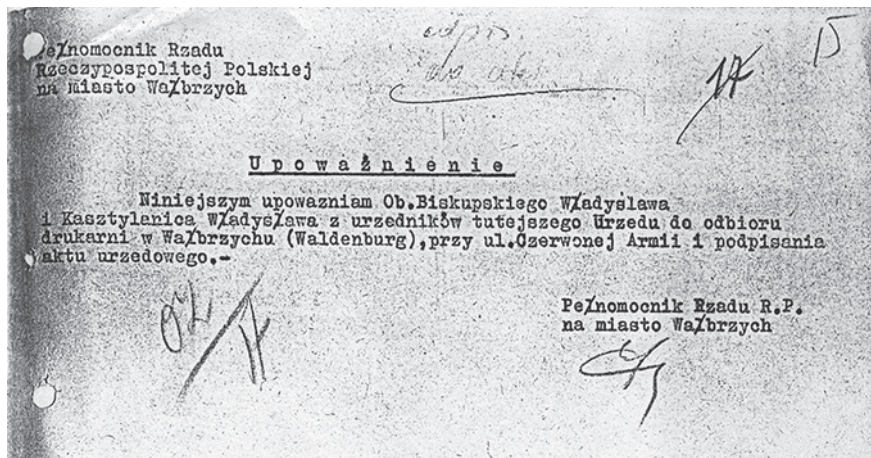 odpis
15
Pełnomocnik Rzadu
Rzeczypospolitej Polskiej
na miasto Wałbrzych
Upoważnienie
Niniejszym upowazniam Ob.Biskupskiego Władysława
i Kasztylanica Władysława z urzedników tutejszego Urzedu do odbioru
drukarni w Wałbrzychu (Waldenburg),przy ul.Czerwonej Armii i podpisania
aktu urzedowego.-
Pełnomocnik Rzadu R.P.
na miasto Wałbrzych